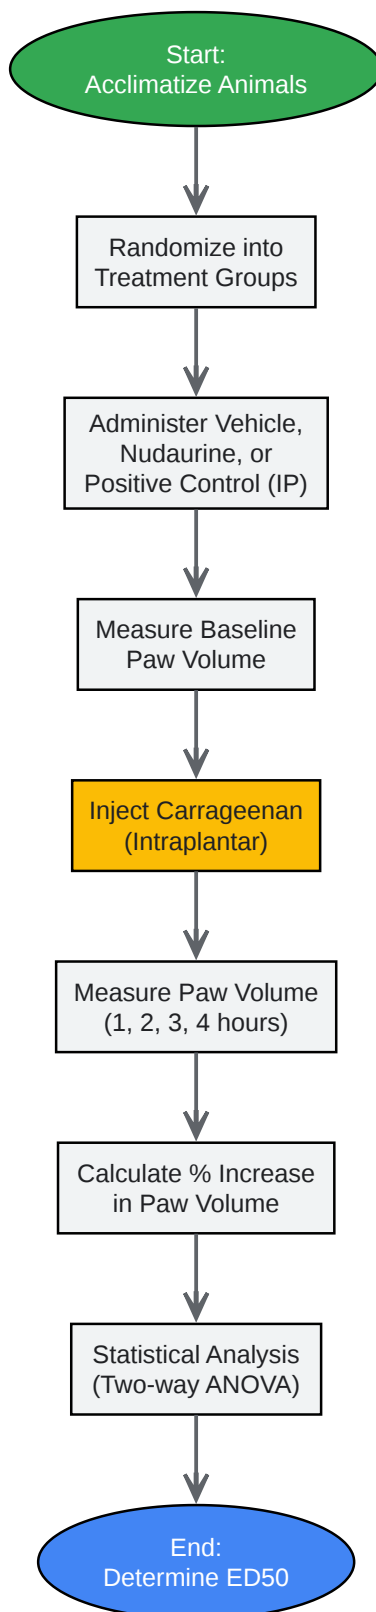 Start:
Acclimatize Animals
Randomize into
Treatment Groups
Administer Vehicle,
Nudaurine, or
Positive Control (IP)
Measure Baseline
Paw Volume
Inject Carrageenan
(Intraplantar)
Measure Paw Volume
(1, 2, 3, 4 hours)
Calculate % Increase
in Paw Volume
Statistical Analysis
(Two-way ANOVA)
End:
Determine ED50